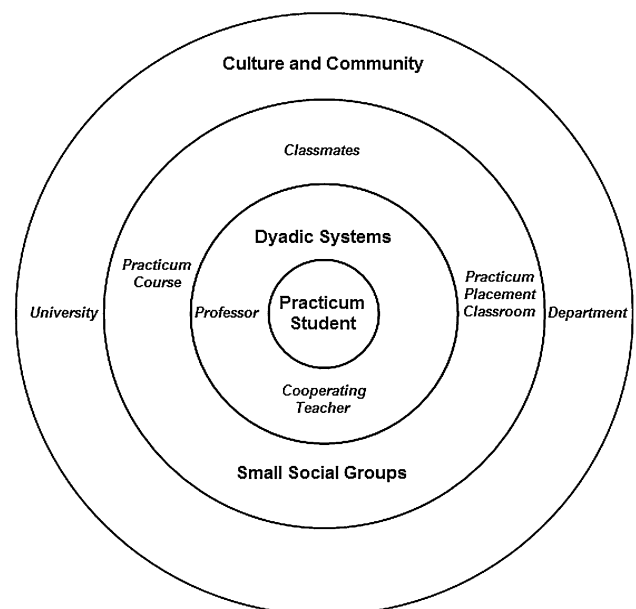 Culture and Community
Classmates
Dyadic Systems
Practicum
Course
Practicum
Placement
Classroom
University
Professor
Practicum
Student
Department
Cooperating
Teacher
Small Social Groups